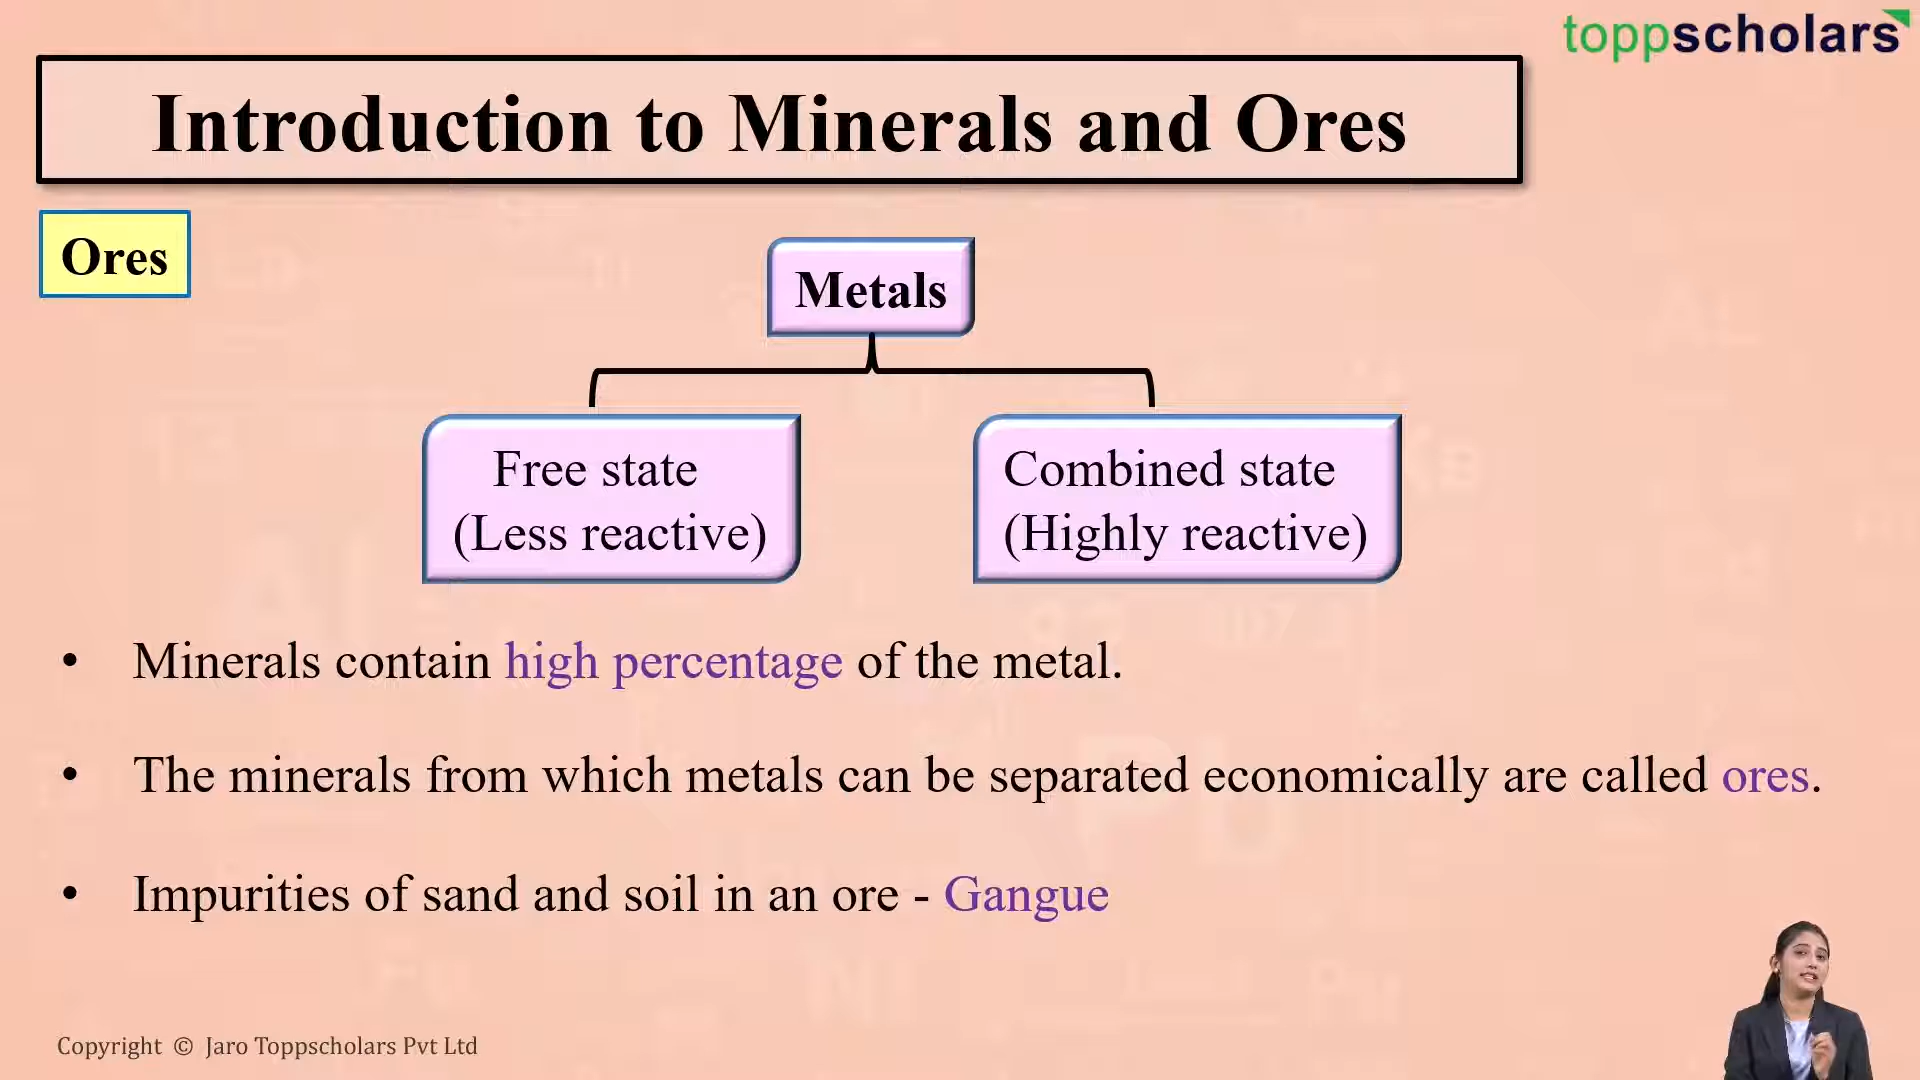 toppscholars
Introduction to Minerals and Ores
Ores
Metals
Free state
(Less reactive)
Combined state
(Highly reactive)
• Minerals contain high percentage of the metal.
• The minerals from which metals can be separated economically are called ores.
• Impurities of sand and soil in an ore - Gangue
Copyright © Jaro Toppscholars Pvt Ltd